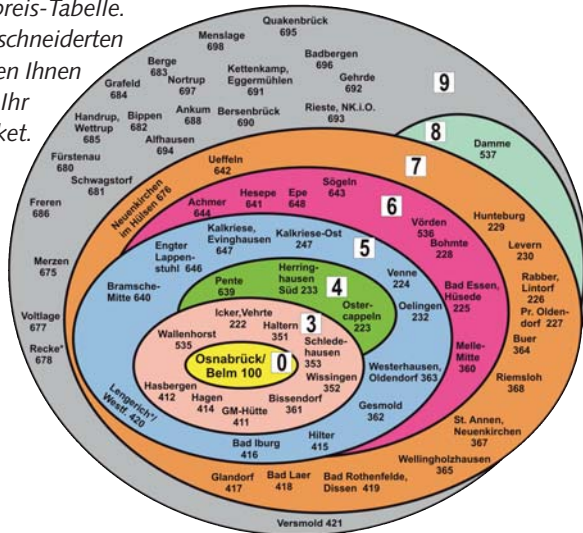 preis-Tabelle.
schneiderten
en Ihnen
Ihr
ket.
Quakenbrück
695
Menslage
698
Badbergen
696
Berge
683
Kettenkamp,
Eggermühlen
691
Nortrup
697
Gehrde
692
Grafeld
684
9
Rieste, NK.i.O.
693
Ankum
688
Bersenbrück
690
Bippen
682
Handrup,
Wettrup
685
Alfhausen
694
8
Damme
537
Fürstenau
680
Schwagstorf
681
Freren
686
Merzen
675
Voltlage
677
Recke*
678
Versmold 421
7
Ueffeln
642
Neuenkirchen
im Hülsen 676
Hunteburg
229
Levern
230
Rabber,
Lintorf
226
Pr. Olden-
dorf 227
Buer
364
Riemsloh
368
St. Annen,
Neuenkirchen
367
Wellingholzhausen
365
Bad Rothenfelde,
Dissen 419
Bad Laer
418
Glandorf
417
6
Sögeln
643
Epe
648
Hesepe
641
Achmer
644
Vörden
536
Bohmte
228
Bad Essen,
Hüsede
225
Melle-
Mitte
360
5
Kalkriese-Ost
247
Kalkriese,
Evinghausen
647
Engter
Lappen-
stuhl 646
Bramsche-
Mitte 640
Venne
224
Oelingen
232
Westerhausen,
Oldendorf 363
Gesmold
362
Hilter
415
Bad Iburg
416
Lengerich*/
Westf. 420
4
Herring-
hausen
Süd 233
Pente
639
Oster-
cappeln
223
3
Icker,Vehrte
222
Haltern
351
Wallenhorst
535
Schlede-
hausen
353
Wissingen
352
Bissendorf
361
GM-Hütte
411
Hagen
414
Hasbergen
412
0
Osnabrück/
Belm 100